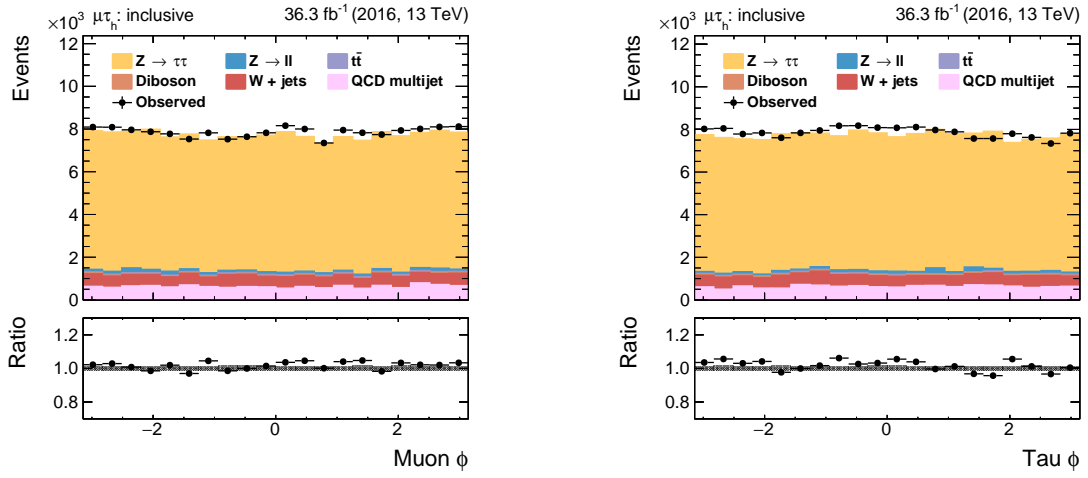 ×10³ μτₕ: inclusive 36.3 fb⁻¹ (2016, 13 TeV)
Events
12
10
8
6
4
2
0
Z → ττ Z → ll tt̄
Diboson W + jets QCD multijet
Observed
Ratio
1.2
1.0
0.8
−2 0 2
Muon ϕ
×10³ μτₕ: inclusive 36.3 fb⁻¹ (2016, 13 TeV)
Events
12
10
8
6
4
2
0
Z → ττ Z → ll tt̄
Diboson W + jets QCD multijet
Observed
Ratio
1.2
1.0
0.8
−2 0 2
Tau ϕ